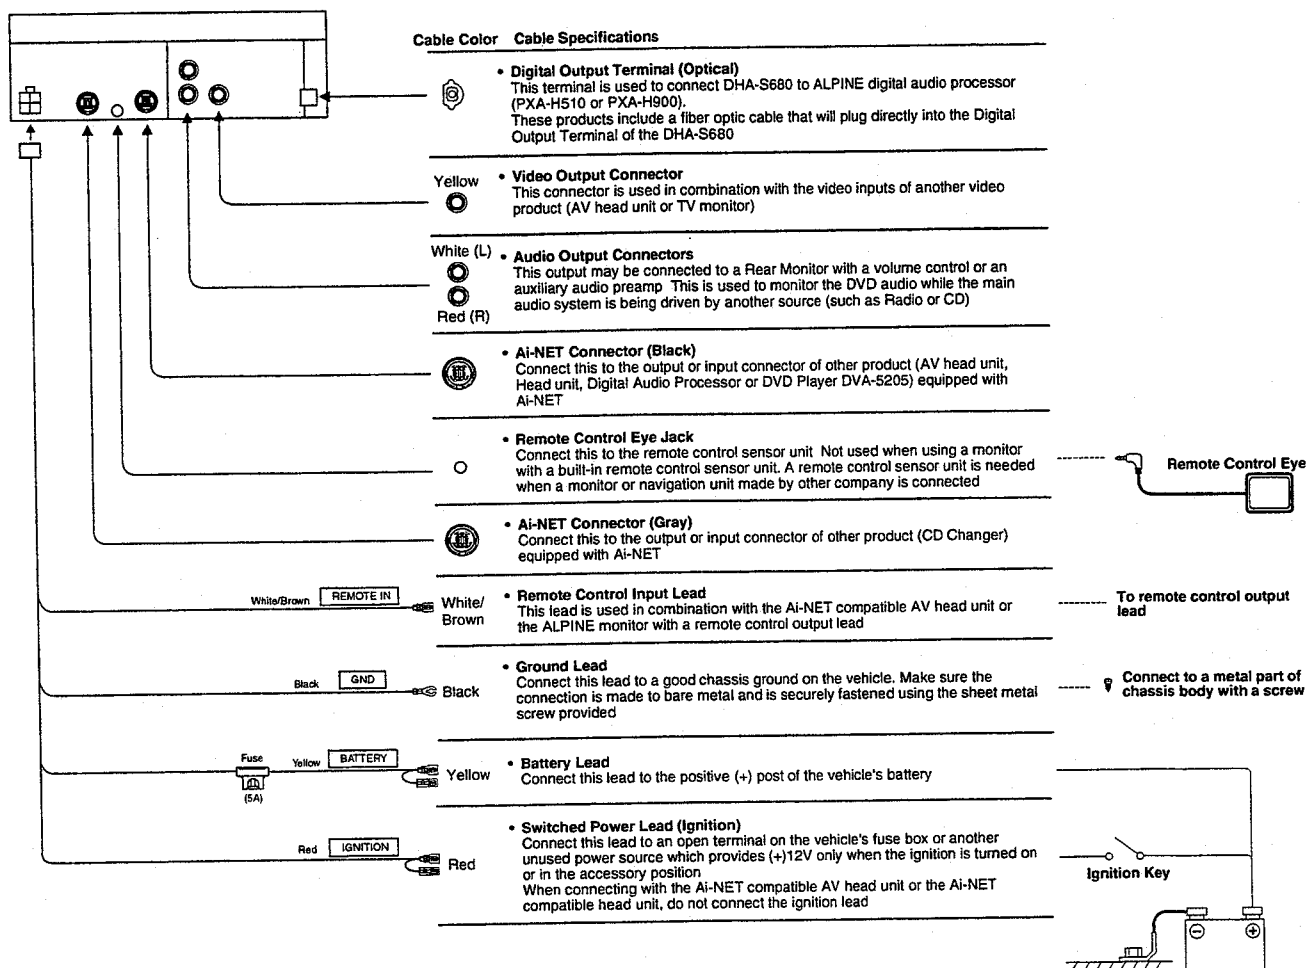 Cable Color Cable Specifications
• Digital Output Terminal (Optical)
This terminal is used to connect DHA-S680 to ALPINE digital audio processor
(PXA-H510 or PXA-H900).
These products include a fiber optic cable that will plug directly into the Digital
Output Terminal of the DHA-S680
Yellow
• Video Output Connector
This connector is used in combination with the video inputs of another video
product (AV head unit or TV monitor)
White (L)
Red (R)
• Audio Output Connectors
This output may be connected to a Rear Monitor with a volume control or an
auxiliary audio preamp This is used to monitor the DVD audio while the main
audio system is being driven by another source (such as Radio or CD)
• Ai-NET Connector (Black)
Connect this to the output or input connector of other product (AV head unit,
Head unit, Digital Audio Processor or DVD Player DVA-5205) equipped with
Ai-NET
• Remote Control Eye Jack
Connect this to the remote control sensor unit Not used when using a monitor
with a built-in remote control sensor unit. A remote control sensor unit is needed
when a monitor or navigation unit made by other company is connected
Remote Control Eye
• Ai-NET Connector (Gray)
Connect this to the output or input connector of other product (CD Changer)
equipped with Ai-NET
White/Brown REMOTE IN
White/
Brown
• Remote Control Input Lead
This lead is used in combination with the Ai-NET compatible AV head unit or
the ALPINE monitor with a remote control output lead
To remote control output
lead
Black GND
Black
• Ground Lead
Connect this lead to a good chassis ground on the vehicle. Make sure the
connection is made to bare metal and is securely fastened using the sheet metal
screw provided
Connect to a metal part of
chassis body with a screw
Fuse
(5A)
Yellow BATTERY
Yellow
• Battery Lead
Connect this lead to the positive (+) post of the vehicle's battery
Red IGNITION
Red
• Switched Power Lead (Ignition)
Connect this lead to an open terminal on the vehicle's fuse box or another
unused power source which provides (+)12V only when the ignition is turned on
or in the accessory position
When connecting with the Ai-NET compatible AV head unit or the Ai-NET
compatible head unit, do not connect the ignition lead
Ignition Key
− +